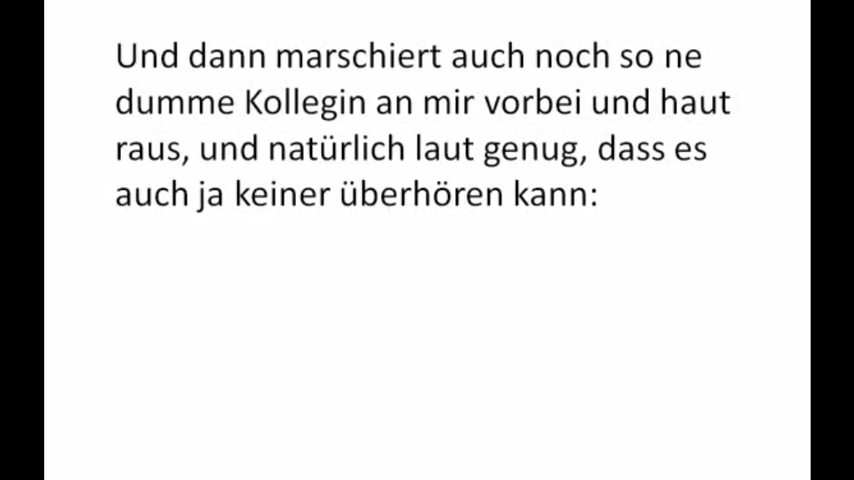 Und dann marschiert auch noch so ne
dumme Kollegin an mir vorbei und haut
raus, und natürlich laut genug, dass es
auch ja keiner überhören kann: